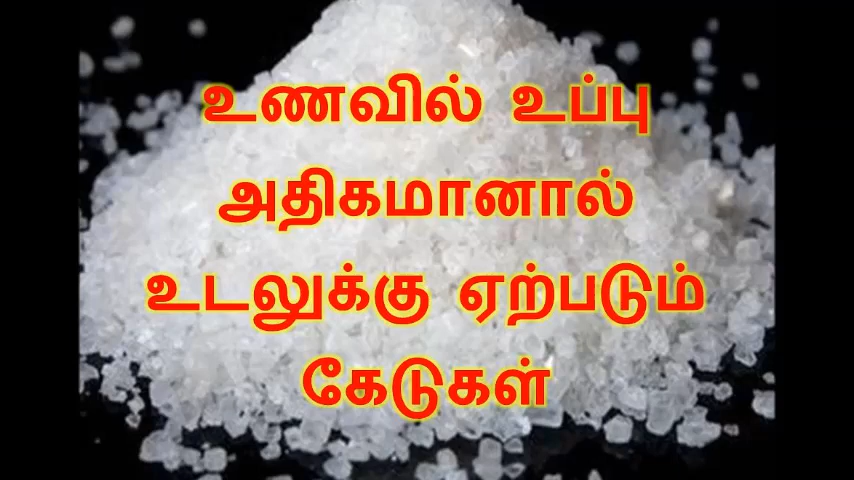 உணவில் உப்பு
அதிகமானால்
உடலுக்கு ஏற்படும்
கேடுகள்